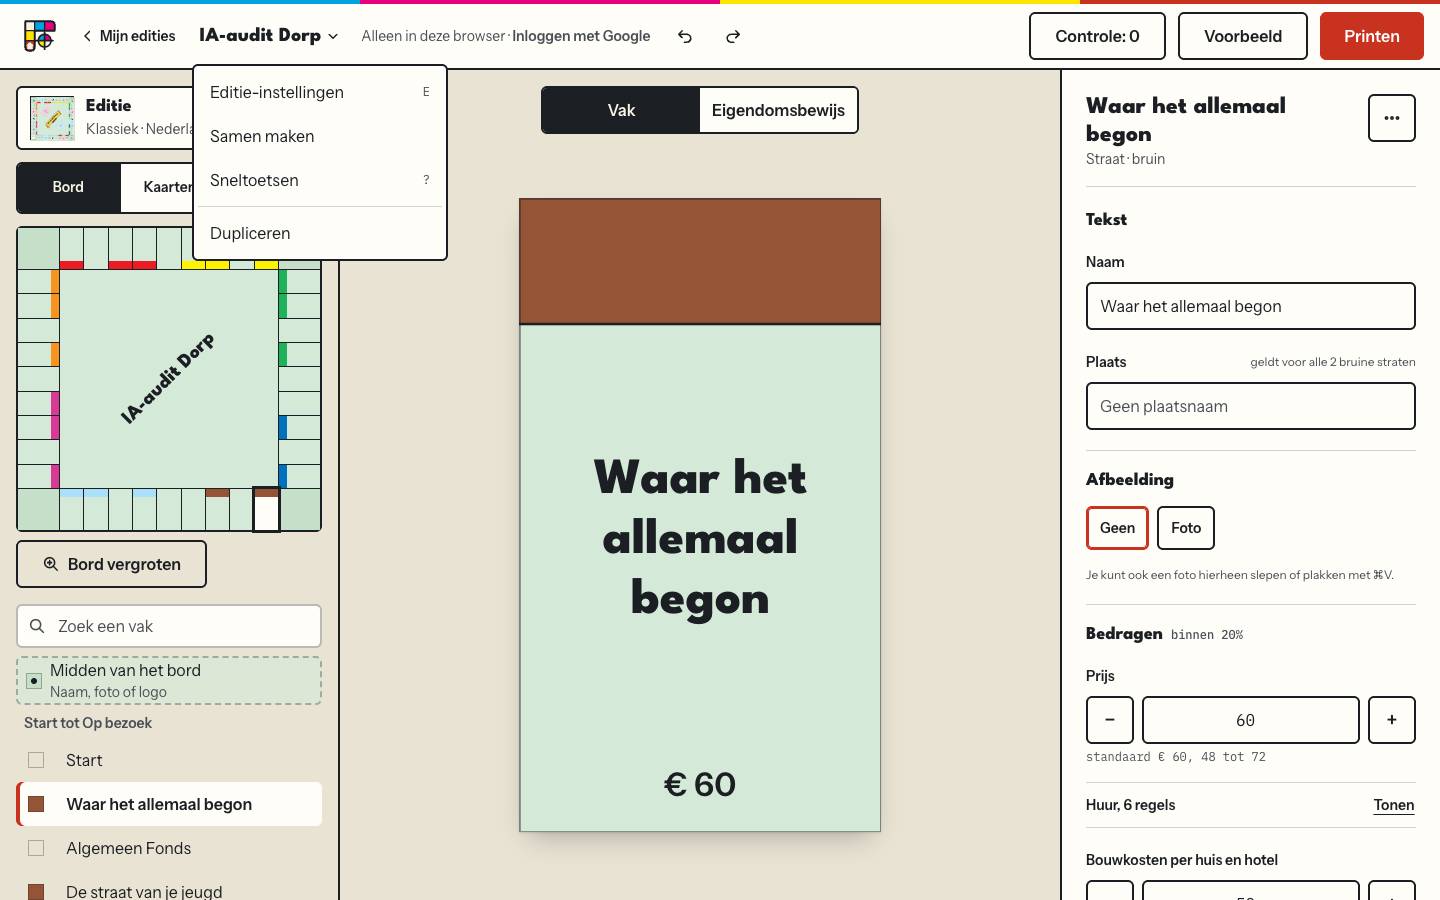 Mijn edities
IA-audit Dorp
Alleen in deze browser · Inloggen met Google
Controle: 0
Voorbeeld
Printen
Editie-instellingen E
Samen maken
Sneltoetsen ?
Dupliceren
Editie
Klassiek · Nederla
Bord
Kaarten
IA-audit Dorp
Bord vergroten
Zoek een vak
Midden van het bord
Naam, foto of logo
Start tot Op bezoek
Start
Waar het allemaal begon
Algemeen Fonds
De straat van je jeugd
Vak
Eigendomsbewijs
Waar het
allemaal
begon
€ 60
Waar het allemaal
begon
Straat · bruin
Tekst
Naam
Waar het allemaal begon
Plaats geldt voor alle 2 bruine straten
Geen plaatsnaam
Afbeelding
Geen
Foto
Je kunt ook een foto hierheen slepen of plakken met ⌘V.
Bedragen binnen 20%
Prijs
− 60 +
standaard € 60, 48 tot 72
Huur, 6 regels Tonen
Bouwkosten per huis en hotel